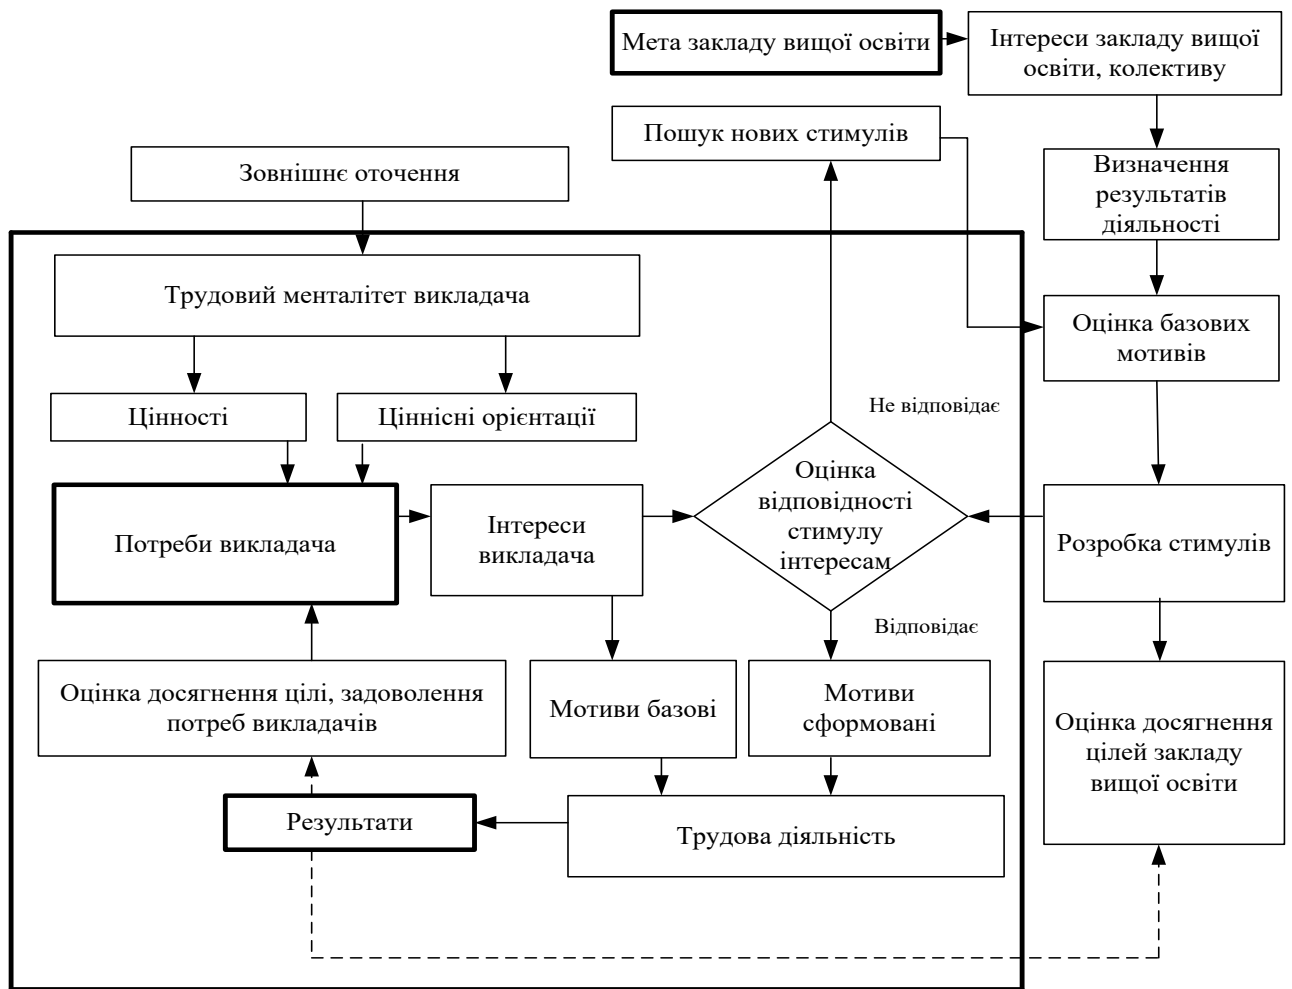 Мета закладу вищої освіти
Інтереси закладу вищої
освіти, колективу
Пошук нових стимулів
Зовнішнє оточення
Визначення
результатів
діяльності
Трудовий менталітет викладача
Оцінка базових
мотивів
Цінності
Ціннісні орієнтації
Не відповідає
Потреби викладача
Інтереси
викладача
Оцінка
відповідності
стимулу
інтересам
Розробка стимулів
Відповідає
Оцінка досягнення цілі, задоволення
потреб викладачів
Мотиви базові
Мотиви
сформовані
Оцінка досягнення
цілей закладу
вищої освіти
Результати
Трудова діяльність